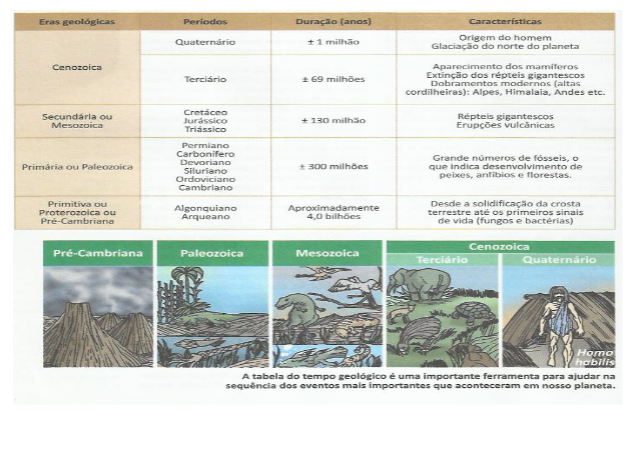 Eras geológicas Períodos Duração (anos) Características
Cenozoica
Quaternário ± 1 milhão Origem do homem
Glaciação do norte do planeta
Terciário ± 69 milhões Aparecimento dos mamíferos
Extinção dos répteis gigantescos
Dobramentos modernos (altas
cordilheiras): Alpes, Himalaia, Andes etc.
Secundária ou
Mesozoica
Cretáceo
Jurássico
Triássico
± 130 milhão
Répteis gigantescos
Erupções vulcânicas
Primária ou Paleozoica
Permiano
Carbonífero
Devoriano
Siluriano
Ordoviciano
Cambriano
± 300 milhões
Grande números de fósseis, o
que indica desenvolvimento de
peixes, anfíbios e florestas.
Primitiva ou
Proterozoica ou
Pré-Cambriana
Algonquiano
Arqueano
Aproximadamente
4,0 bilhões
Desde a solidificação da crosta
terrestre até os primeiros sinais
de vida (fungos e bactérias)
Pré-Cambriana Paleozoica Mesozoica Cenozoica
Terciário Quaternário
Homo
habilis
A tabela do tempo geológico é uma importante ferramenta para ajudar na
sequência dos eventos mais importantes que aconteceram em nosso planeta.